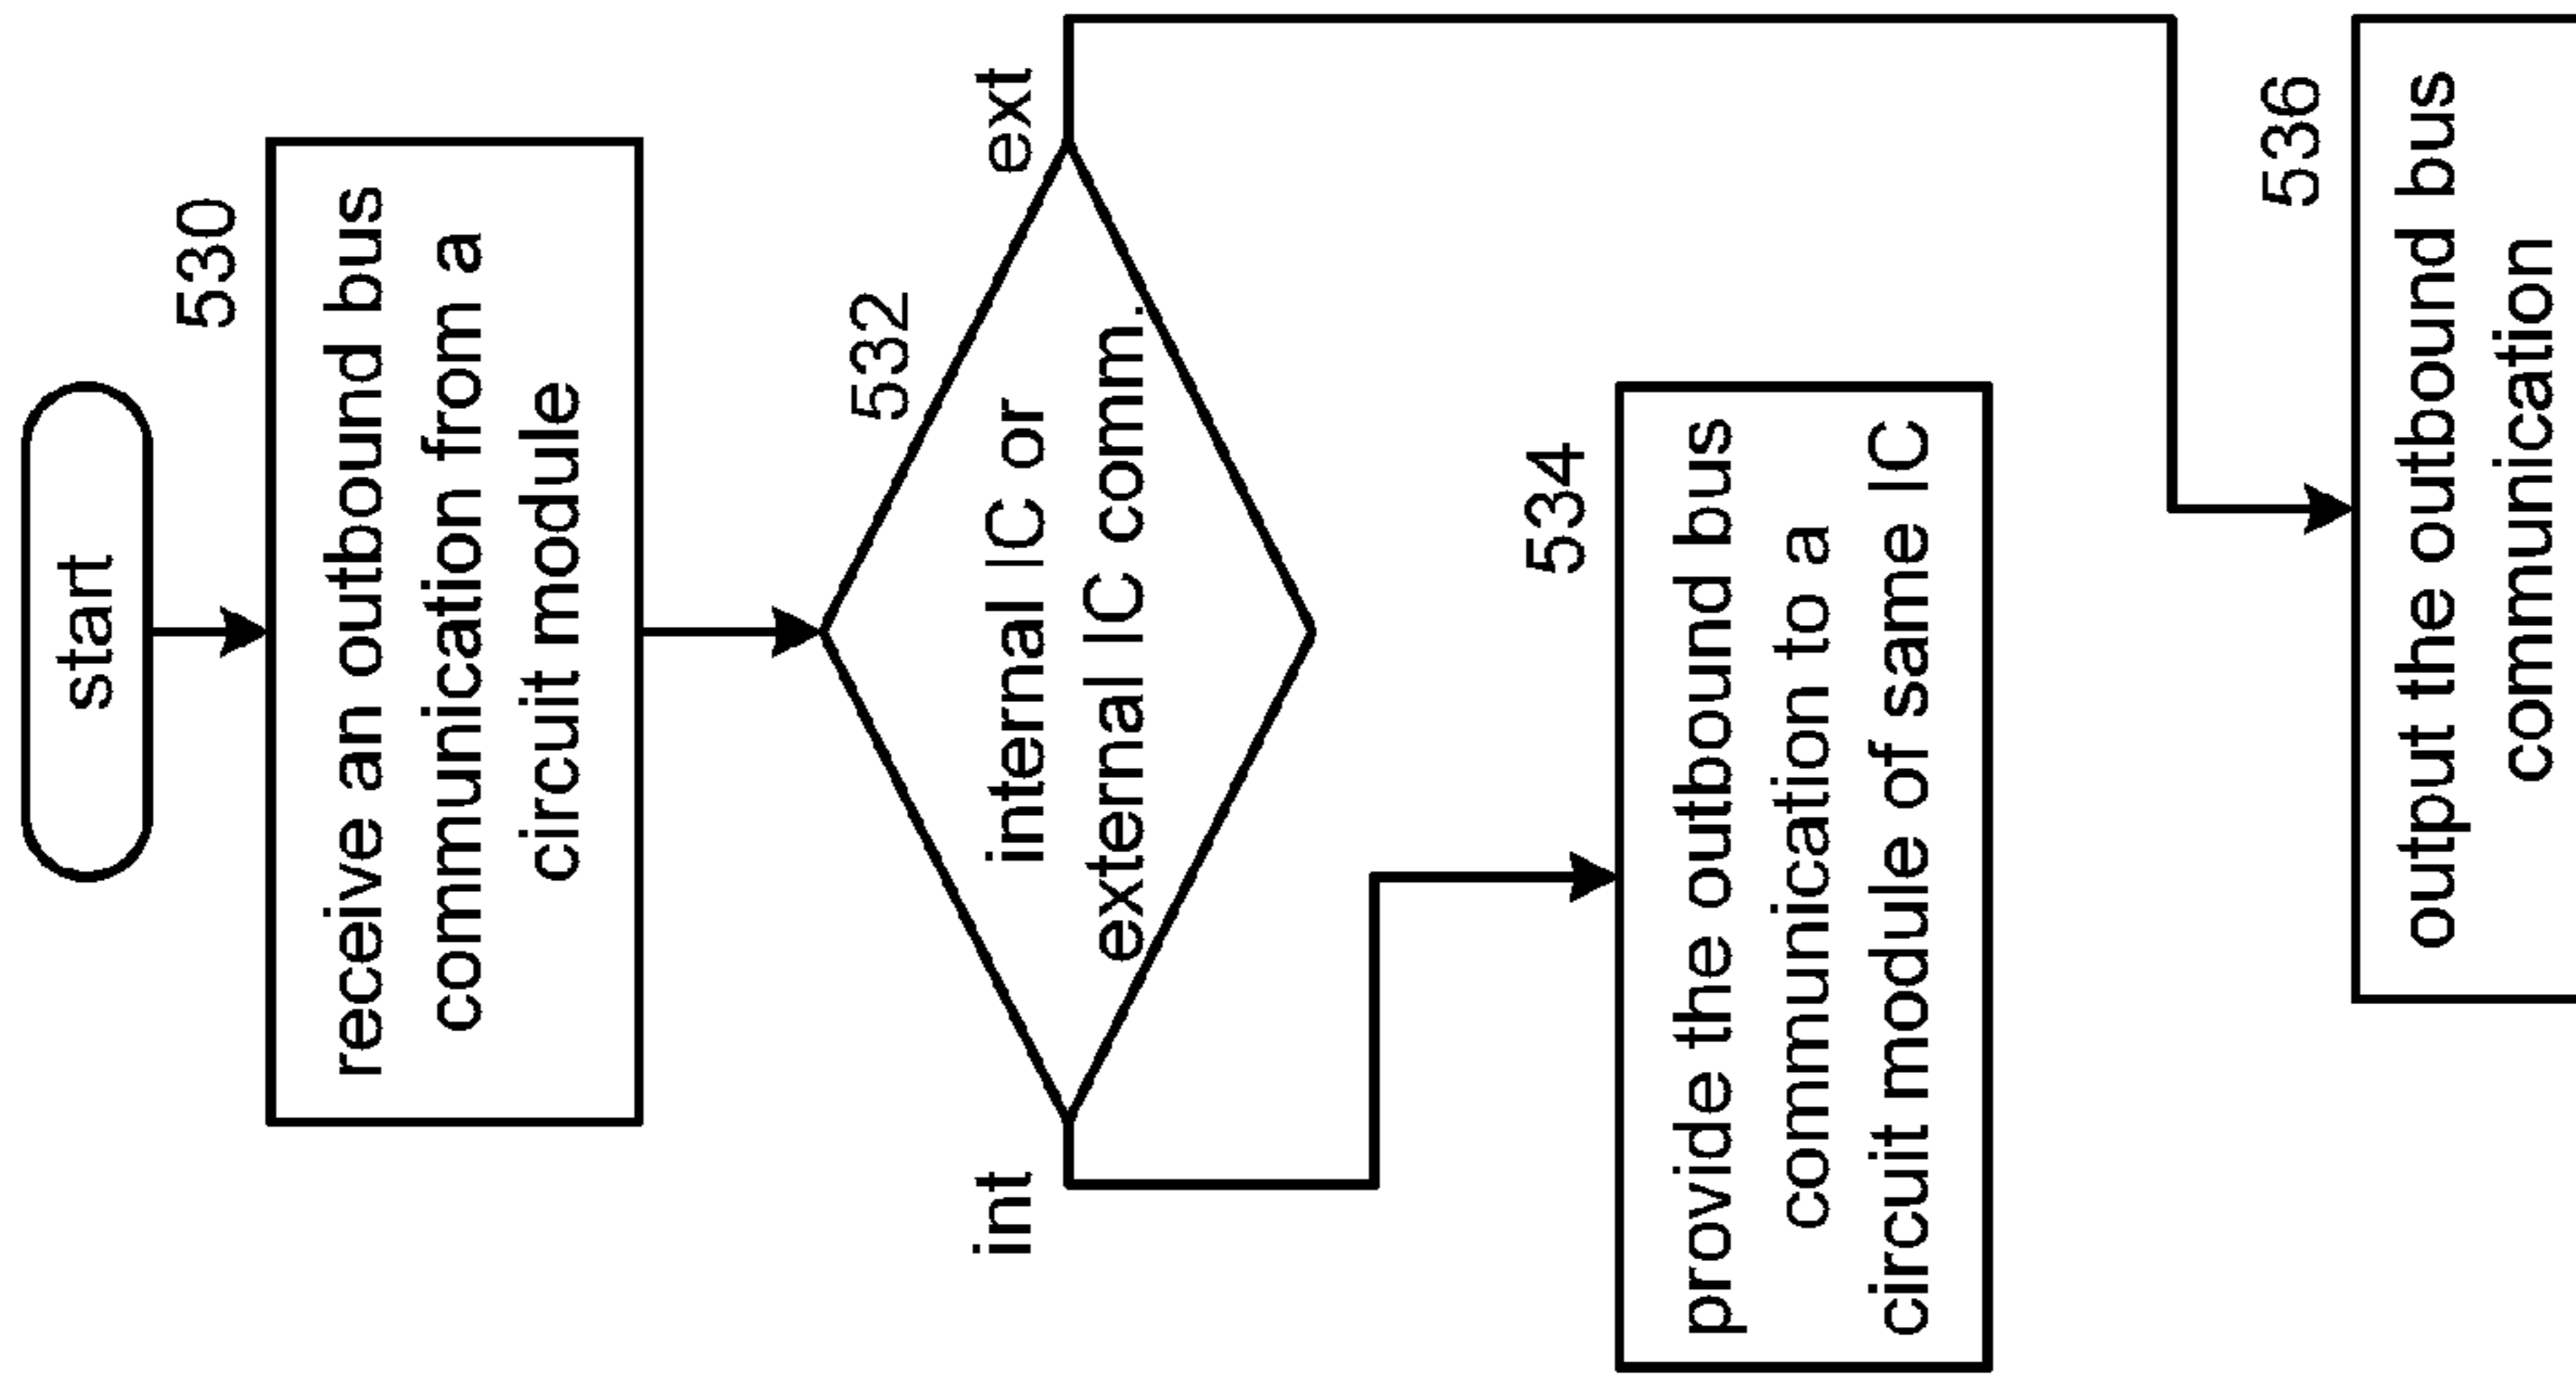 start
530
receive an outbound bus
communication from a
circuit module
532
internal IC or
external IC comm.
int
ext
534
provide the outbound bus
communication to a
circuit module of same IC
536
output the outbound bus
communication